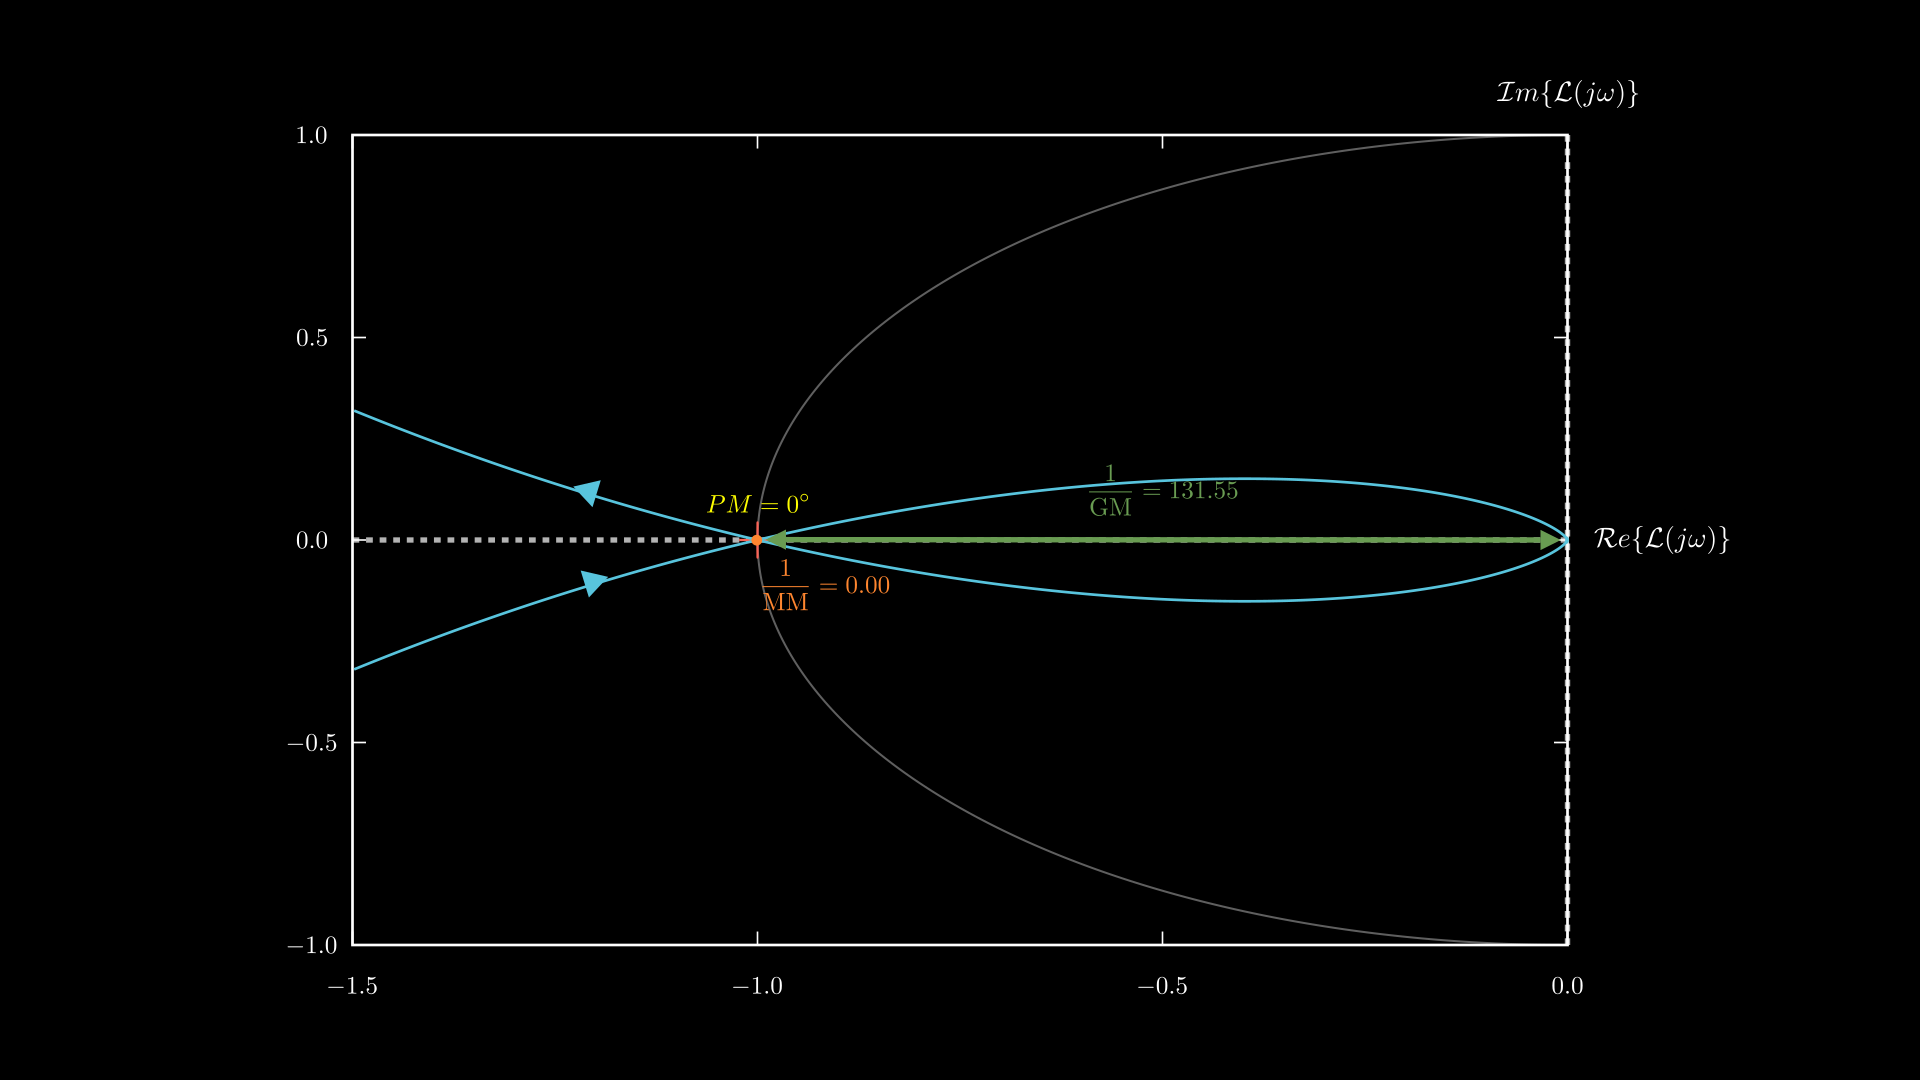 𝓘m{𝓛(jω)}
1.0
0.5
PM = 0°
1/GM = 131.55
0.0
𝓡e{𝓛(jω)}
1/MM = 0.00
−0.5
−1.0
−1.5 −1.0 −0.5 0.0